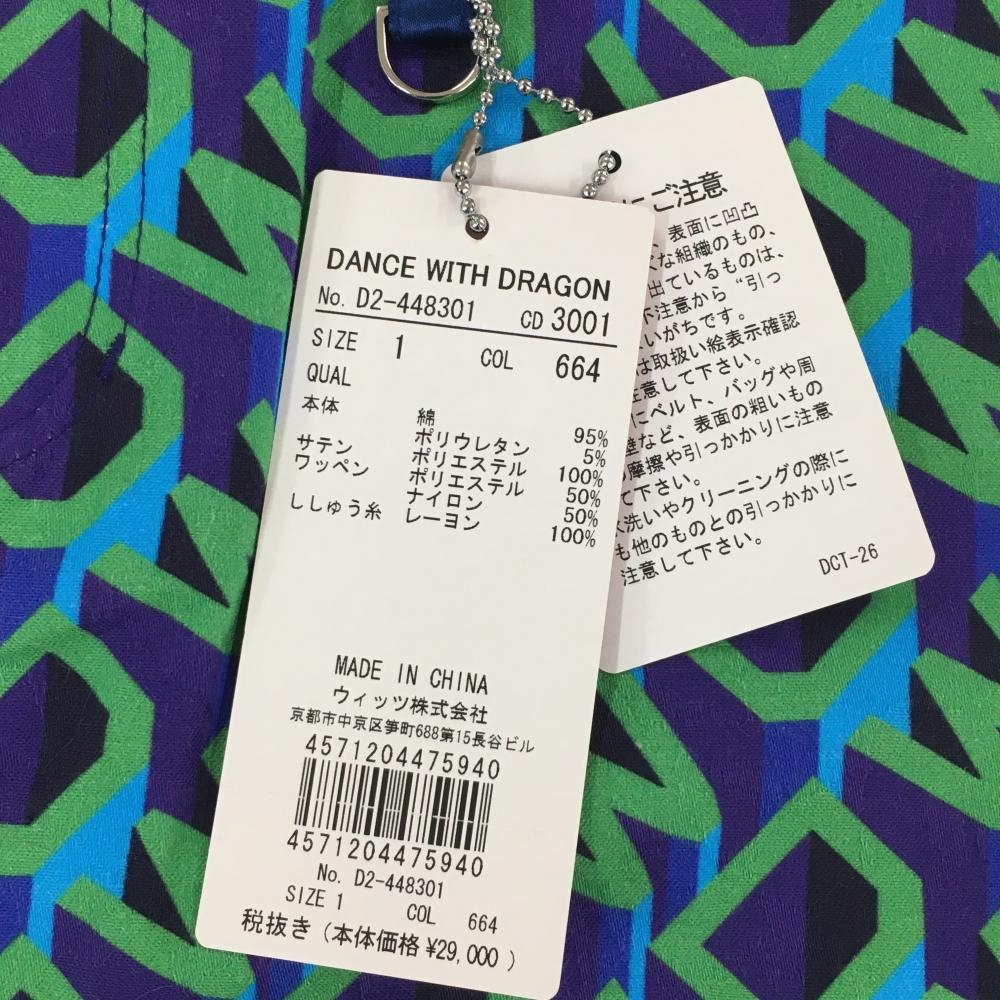 DANCE WITH DRAGON
No. D2-448301 CD 3001
SIZE 1 COL 664
QUAL
本体 綿 95%
ポリウレタン 5%
サテン ポリエステル 100%
ワッペン ポリエステル 50%
ナイロン 50%
ししゅう糸 レーヨン 100%
MADE IN CHINA
ウィッツ株式会社
京都市中京区笋町688第15長谷ビル
4571204475940
4571204475940
No. D2-448301
SIZE 1 COL 664
税抜き (本体価格 ¥29,000 )
にご注意
、表面に凹凸
な組織のもの、
出ているものは、
不注意から“引っ
いがちです。
は取扱い絵表示確認
注意して下さい。
にベルト、バッグや周
壁など、表面の粗いもの
摩擦や引っかかりに注意
て下さい。
水洗いやクリーニングの際に
も他のものとの引っかかりに
注意して下さい。
DCT-26